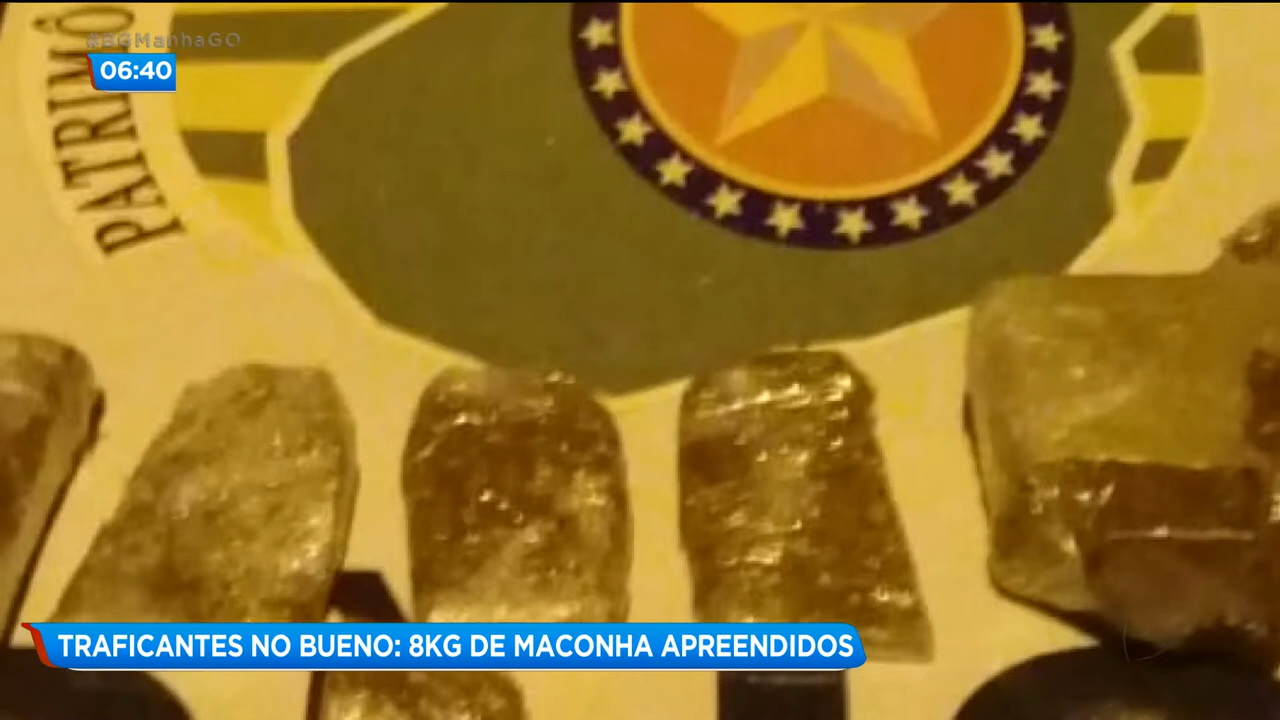 #BGManhaGO
06:40
PATRIMÔ
TRAFICANTES NO BUENO: 8KG DE MACONHA APREENDIDOS